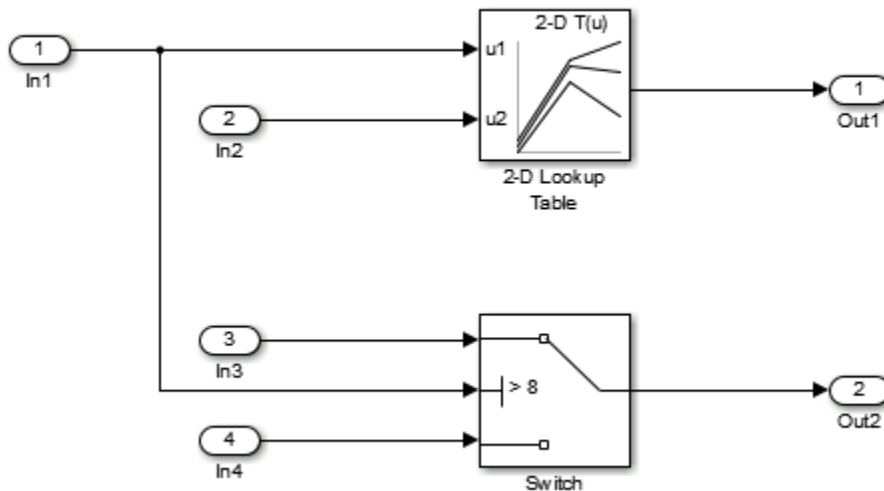 1
In1
2
In2
2-D T(u)
u1
u2
2-D Lookup
Table
1
Out1
3
In3
> 8
4
In4
Switch
2
Out2